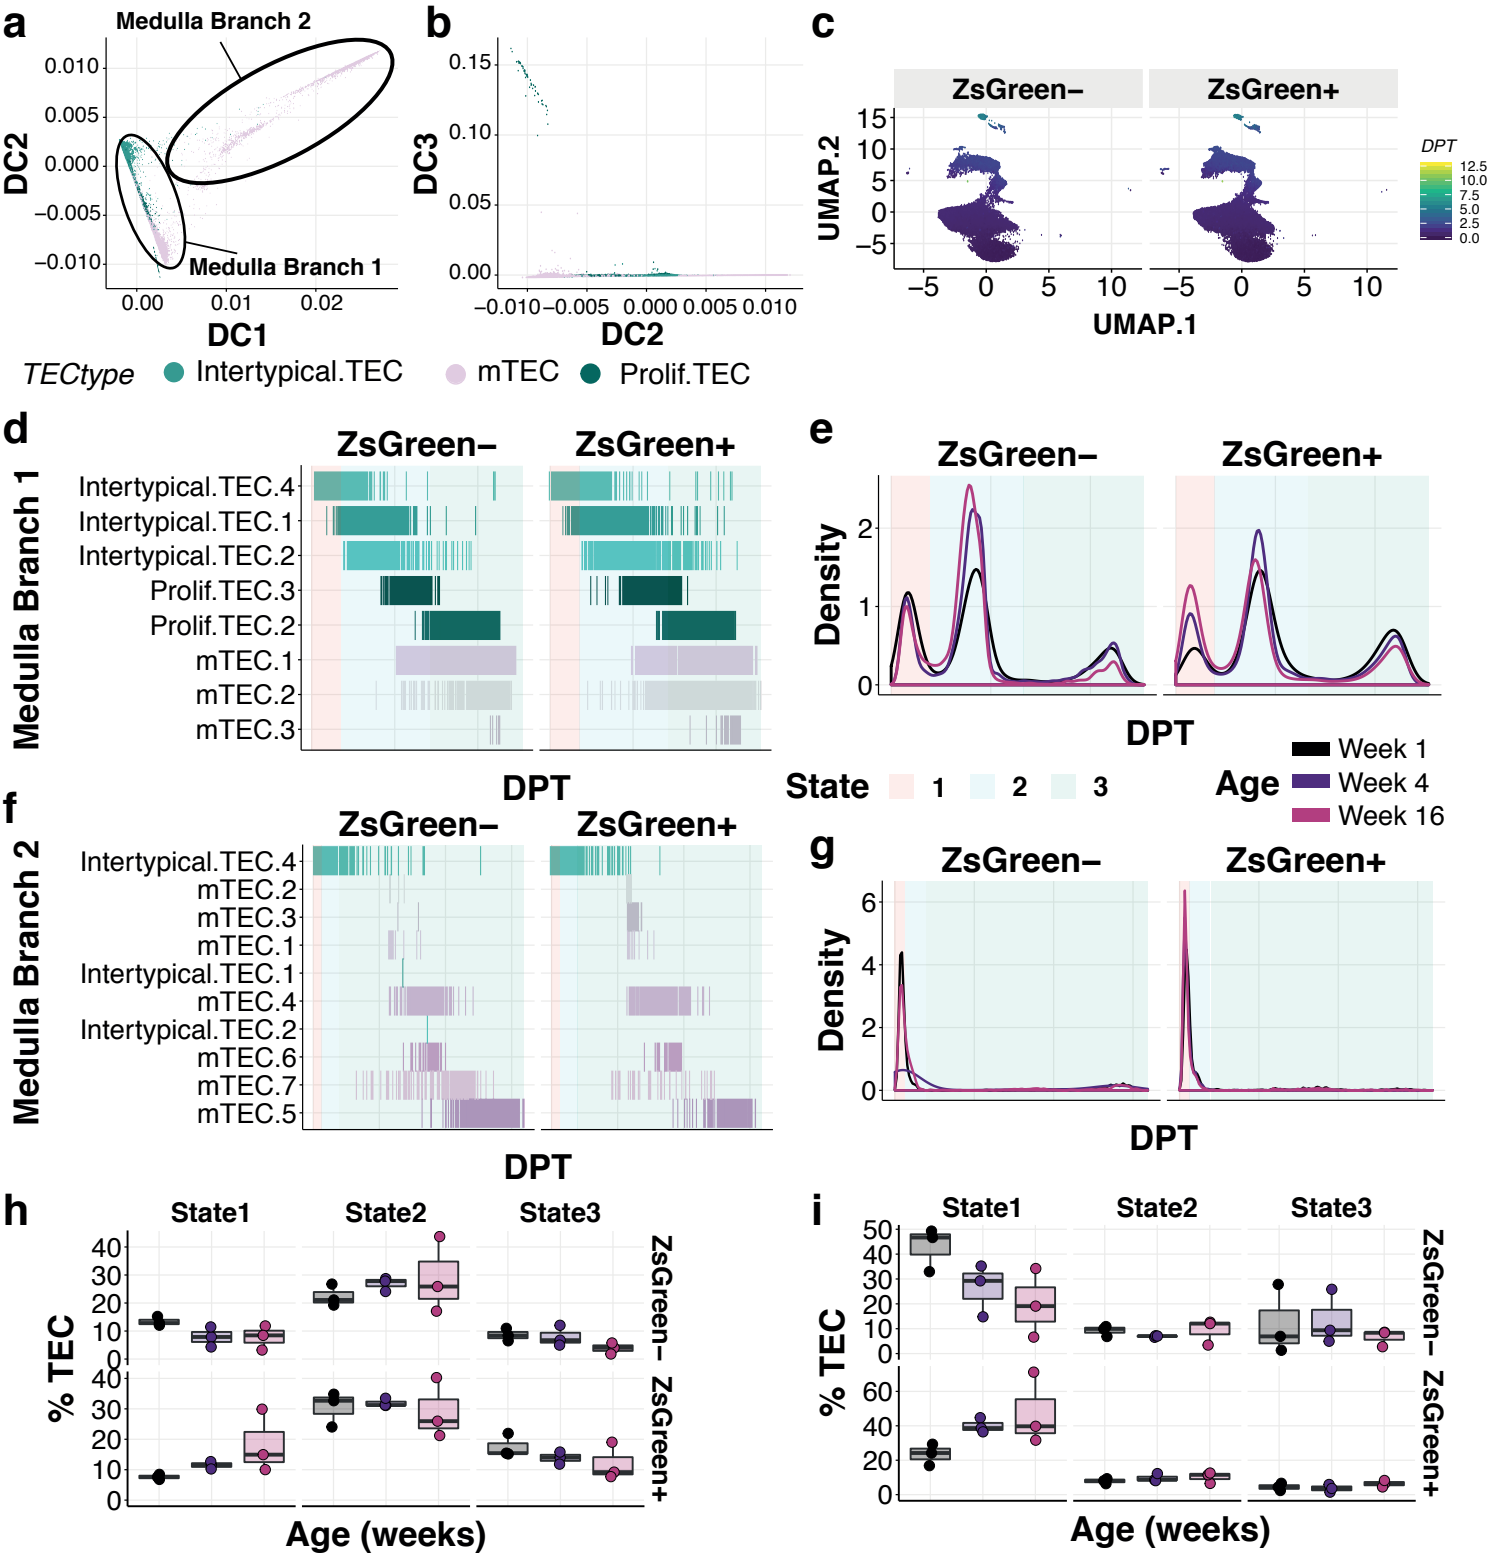 a
Medulla Branch 2
0.010
0.005
0.000
−0.005
−0.010
DC2
Medulla Branch 1
0.00
0.01
0.02
DC1
b
0.15
0.10
0.05
0.00
DC3
−0.010
−0.005
0.000
0.005
0.010
DC2
TECtype
Intertypical.TEC
mTEC
Prolif.TEC
c
ZsGreen−
ZsGreen+
15
10
5
0
−5
UMAP.2
−5
0
5
10
−5
0
5
10
UMAP.1
DPT
12.5
10.0
7.5
5.0
2.5
0.0
d
Medulla Branch 1
ZsGreen−
ZsGreen+
Intertypical.TEC.4
Intertypical.TEC.1
Intertypical.TEC.2
Prolif.TEC.3
Prolif.TEC.2
mTEC.1
mTEC.2
mTEC.3
DPT
e
ZsGreen−
ZsGreen+
2
1
0
Density
DPT
State
1
2
3
Age
Week 1
Week 4
Week 16
f
Medulla Branch 2
ZsGreen−
ZsGreen+
Intertypical.TEC.4
mTEC.2
mTEC.3
mTEC.1
Intertypical.TEC.1
mTEC.4
Intertypical.TEC.2
mTEC.6
mTEC.7
mTEC.5
DPT
g
ZsGreen−
ZsGreen+
6
4
2
0
Density
DPT
h
State1
State2
State3
40
30
20
10
0
ZsGreen−
40
30
20
10
0
ZsGreen+
% TEC
Age (weeks)
i
State1
State2
State3
50
40
30
20
10
0
ZsGreen−
60
40
20
0
ZsGreen+
% TEC
Age (weeks)